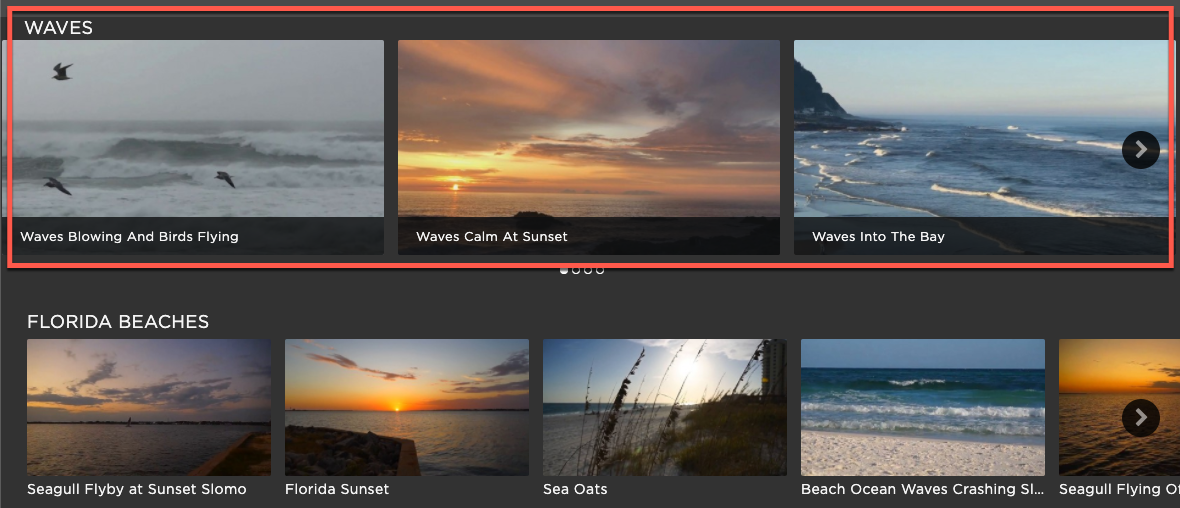 WAVES
Waves Blowing And Birds Flying
Waves Calm At Sunset
Waves Into The Bay
FLORIDA BEACHES
Seagull Flyby at Sunset Slomo
Florida Sunset
Sea Oats
Beach Ocean Waves Crashing Sl...
Seagull Flying